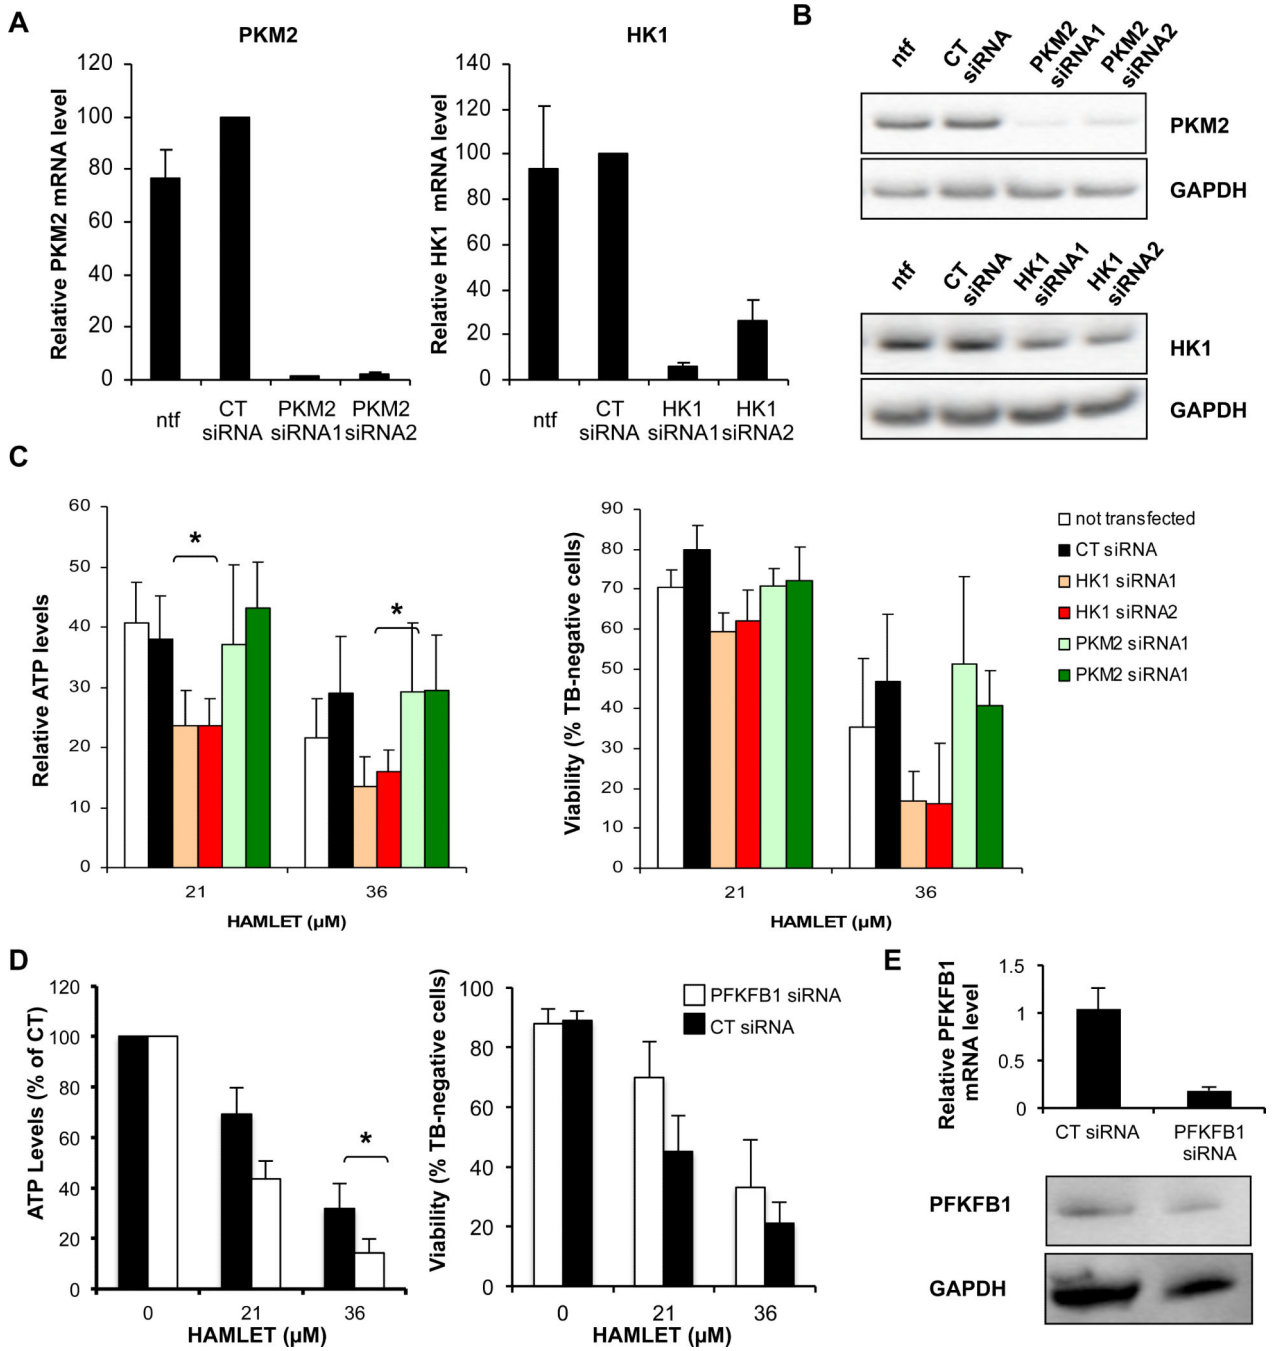 A
PKM2
Relative PKM2 mRNA level
120
100
80
60
40
20
0
ntf
CT
siRNA
PKM2
siRNA1
PKM2
siRNA2
HK1
Relative HK1 mRNA level
140
120
100
80
60
40
20
0
ntf
CT
siRNA
HK1
siRNA1
HK1
siRNA2
B
ntf
CT
siRNA
PKM2
siRNA1
PKM2
siRNA2
PKM2
GAPDH
ntf
CT
siRNA
HK1
siRNA1
HK1
siRNA2
HK1
GAPDH
C
Relative ATP levels
60
50
40
30
20
10
0
*
*
21
36
HAMLET (µM)
Viability (% TB-negative cells)
90
80
70
60
50
40
30
20
10
0
21
36
HAMLET (µM)
not transfected
CT siRNA
HK1 siRNA1
HK1 siRNA2
PKM2 siRNA1
PKM2 siRNA1
D
ATP Levels (% of CT)
120
100
80
60
40
20
0
*
0
21
36
HAMLET (µM)
Viability (% TB-negative cells)
100
80
60
40
20
0
PFKFB1 siRNA
CT siRNA
0
21
36
HAMLET (µM)
E
Relative PFKFB1
mRNA level
1.5
1
0.5
0
CT siRNA
PFKFB1
siRNA
PFKFB1
GAPDH